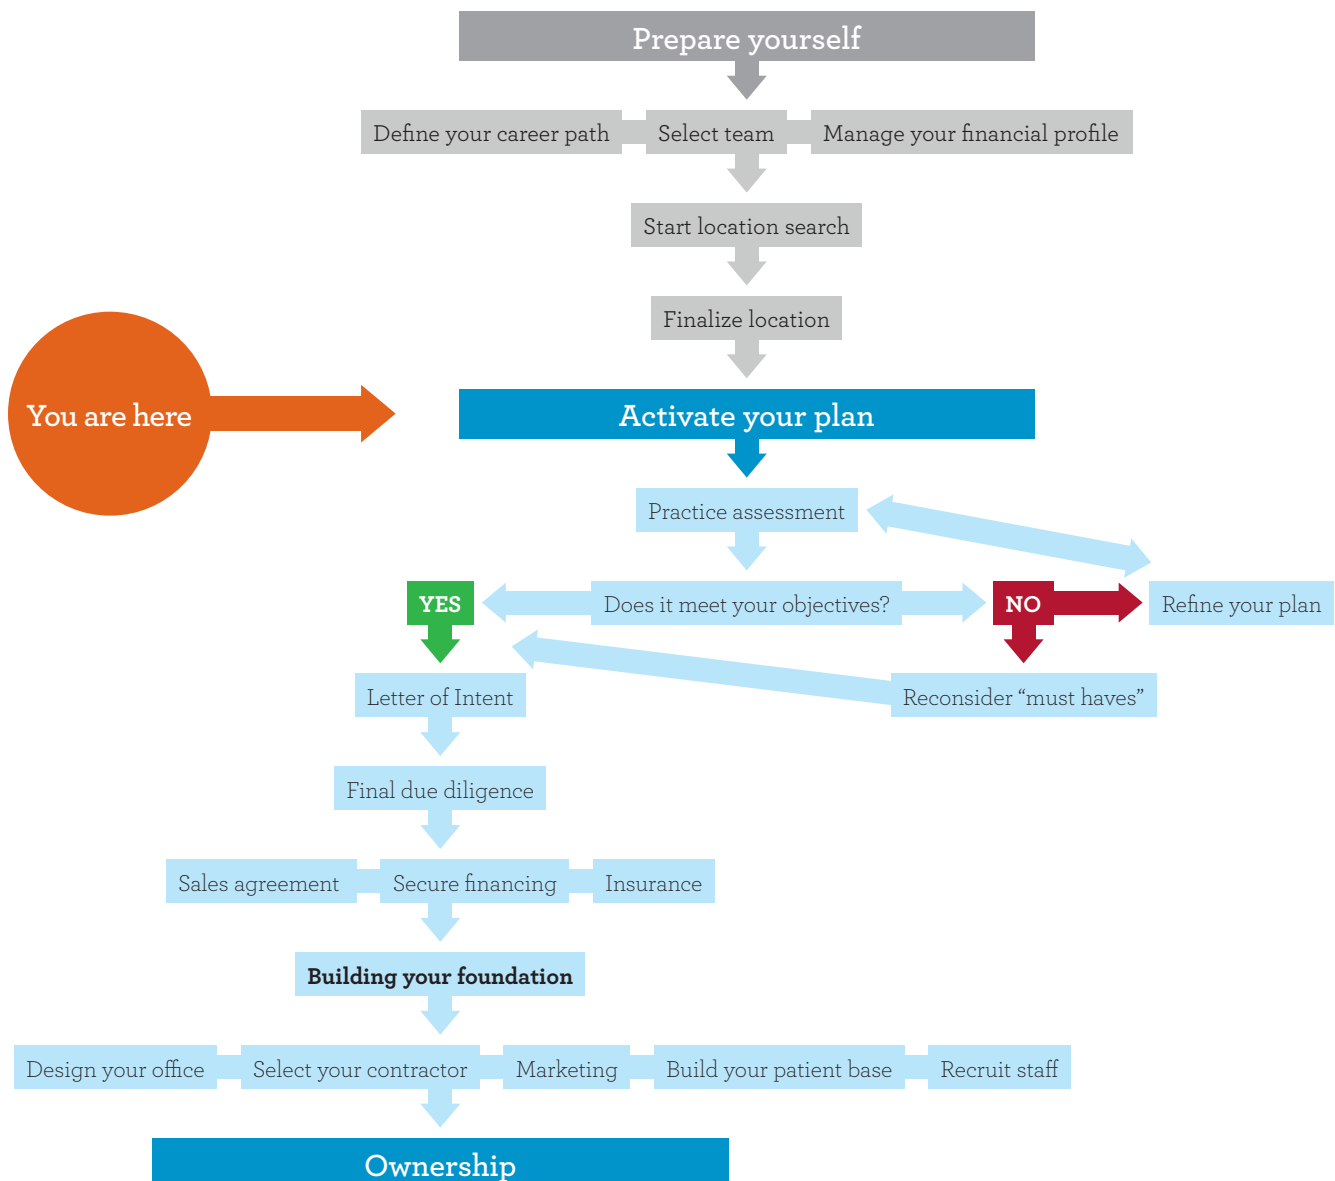 Prepare yourself
Define your career path
Select team
Manage your financial profile
Start location search
Finalize location
You are here
Activate your plan
Practice assessment
YES
Does it meet your objectives?
NO
Refine your plan
Letter of Intent
Reconsider “must haves”
Final due diligence
Sales agreement
Secure financing
Insurance
Building your foundation
Design your office
Select your contractor
Marketing
Build your patient base
Recruit staff
Ownership